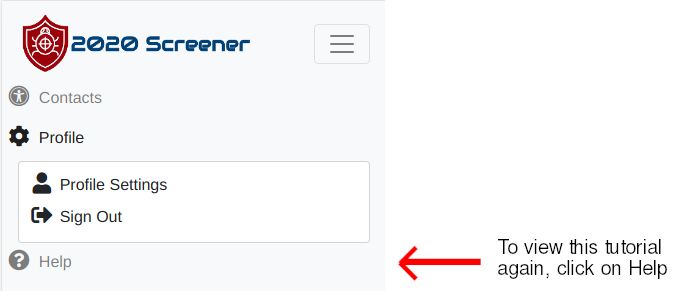 2020 Screener
Contacts
Profile
Profile Settings
Sign Out
Help
To view this tutorial
again, click on Help